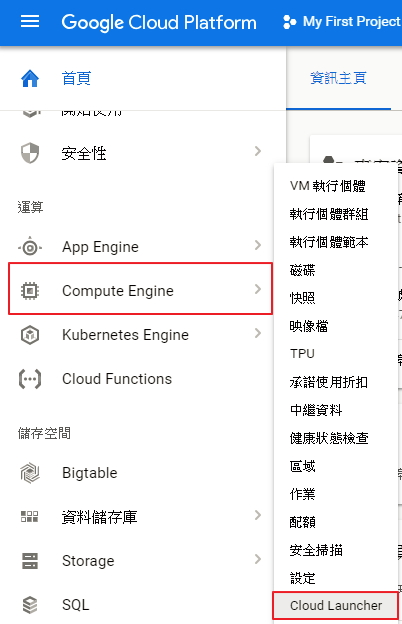 Google Cloud Platform
My First Project
首頁
資訊主頁
開始使用
安全性
運算
App Engine
Compute Engine
Kubernetes Engine
Cloud Functions
儲存空間
Bigtable
資料儲存庫
Storage
SQL
VM 執行個體
執行個體群組
執行個體範本
磁碟
快照
映像檔
TPU
承諾使用折扣
中繼資料
健康狀態檢查
區域
作業
配額
安全掃描
設定
Cloud Launcher